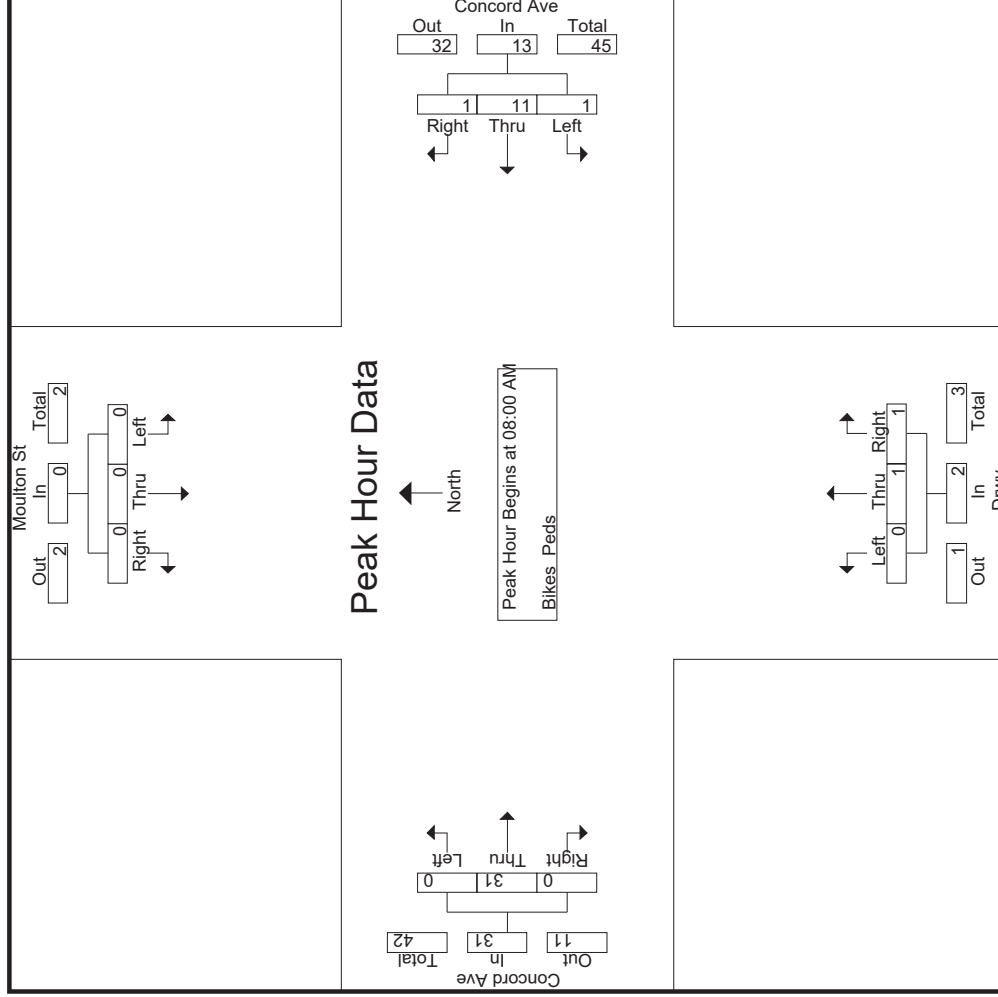 Concord Ave
Out In Total
32 13 45
1 11 1
Right Thru Left
Moulton St
Out In Total
2 0 2
0 0 0
Right Thru Left
Peak Hour Data
North
Peak Hour Begins at 08:00 AM
Bikes Peds
Left Thru Right
0 1 1
1 2 3
Out In Total
Left Thru Right
0 31 0
42 31 11
Total In Out
Concord Ave